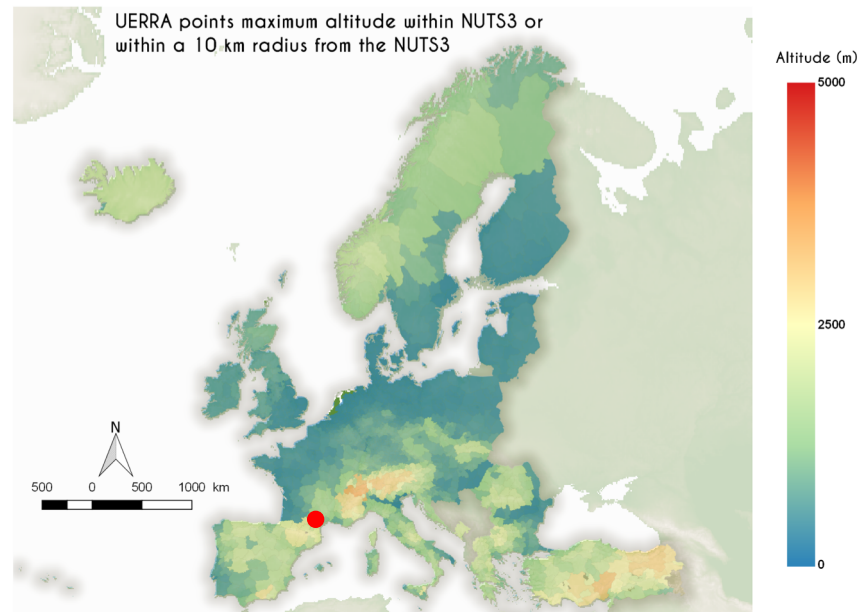 UERRA points maximum altitude within NUTS3 or
within a 10 km radius from the NUTS3
Altitude (m)
5000
2500
0
N
500 0 500 1000 km